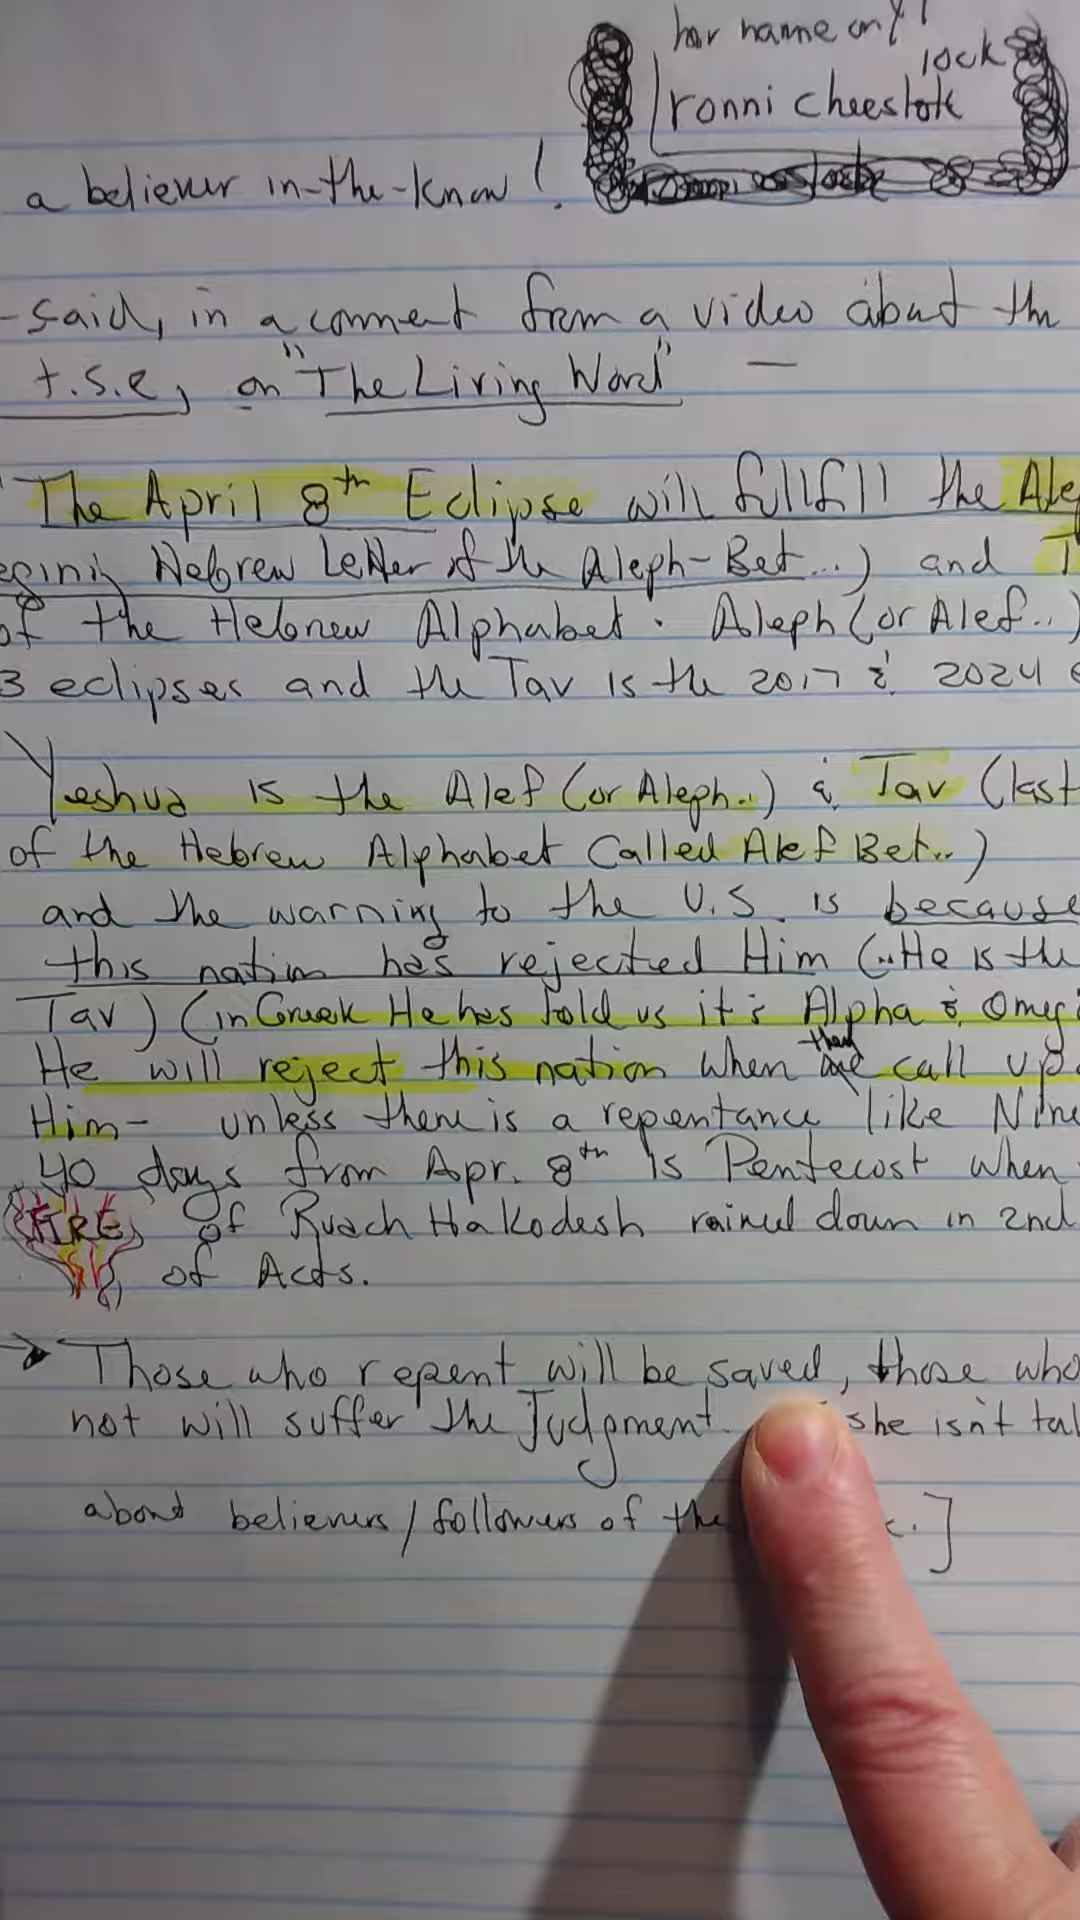 her name on
lock
ronni cheeslok
a believer in-the-know!
-said, in a comment from a video about the
t.s.e, on "The Living Word" —
The April 8th Eclipse will fullfill the Ale
Hebrew Letter of the Aleph-Bet...) and T
of the Hebrew Alphabet. Aleph (or Alef..)
3 eclipses and the Tav is the 2017 & 2024 e
Yeshua is the Alef (or Aleph..) & Tav (last
of the Hebrew Alphabet Called Alef Bet..)
and the warning to the U.S. is because
this nation has rejected Him (..He is the
Tav) (in Greek He has told us it's Alpha & Omeg
He will reject this nation when they call up
Him- unless there is a repentance like Nine
40 days from Apr. 8th is Pentecost when
FIRE of Ruach HaKodesh rained down in 2nd
of Acts.
→ Those who repent will be saved, those who
not will suffer the Judgment. she isn't tal
about believers/followers of the .]